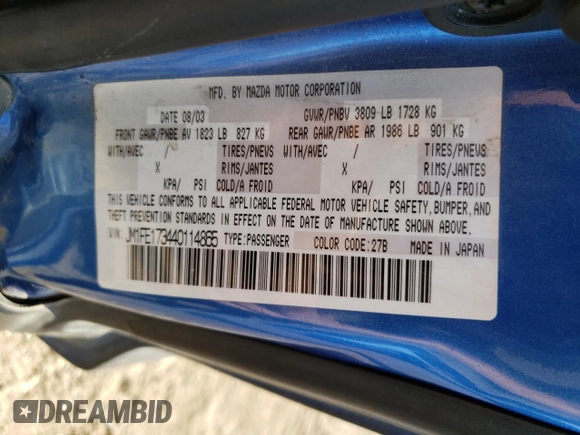 MFD. BY MAZDA MOTOR CORPORATION
DATE 08/03 GVWR/PNBV 3809 LB 1728 KG
FRONT GAWR/PNBE AV 1823 LB 827 KG REAR GAWR/PNBE AR 1986 LB 901 KG
WITH/AVEC / TIRES/PNEUS WITH/AVEC / TIRES/PNEUS
X RIMS/JANTES X RIMS/JANTES
KPA/ PSI COLD/A FROID KPA/ PSI COLD/A FROID
THIS VEHICLE CONFORMS TO ALL APPLICABLE FEDERAL MOTOR VEHICLE SAFETY, BUMPER, AND
THEFT PREVENTION STANDARDS IN EFFECT ON THE DATE OF MANUFACTURE SHOWN ABOVE.
VIN: JM1FE173440114865 TYPE:PASSENGER COLOR CODE:27B MADE IN JAPAN
DREAMBID